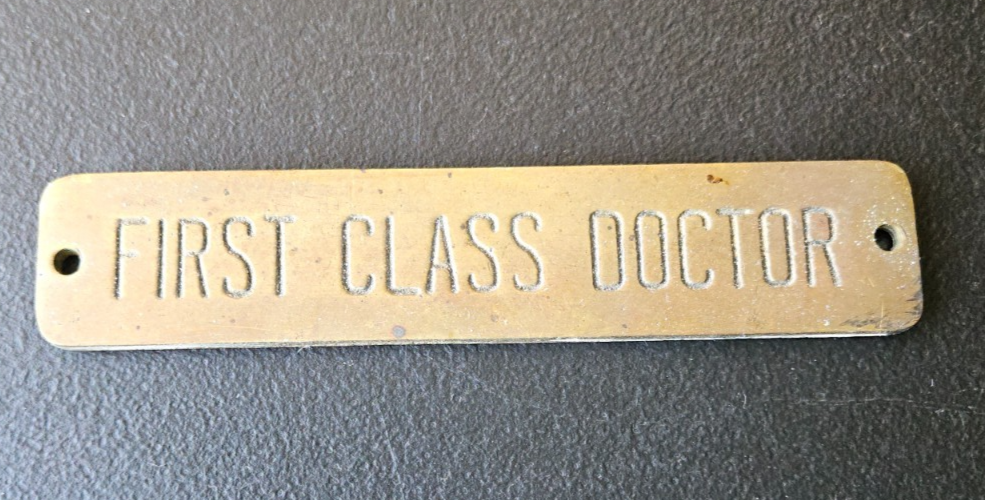 FIRST CLASS DOCTOR